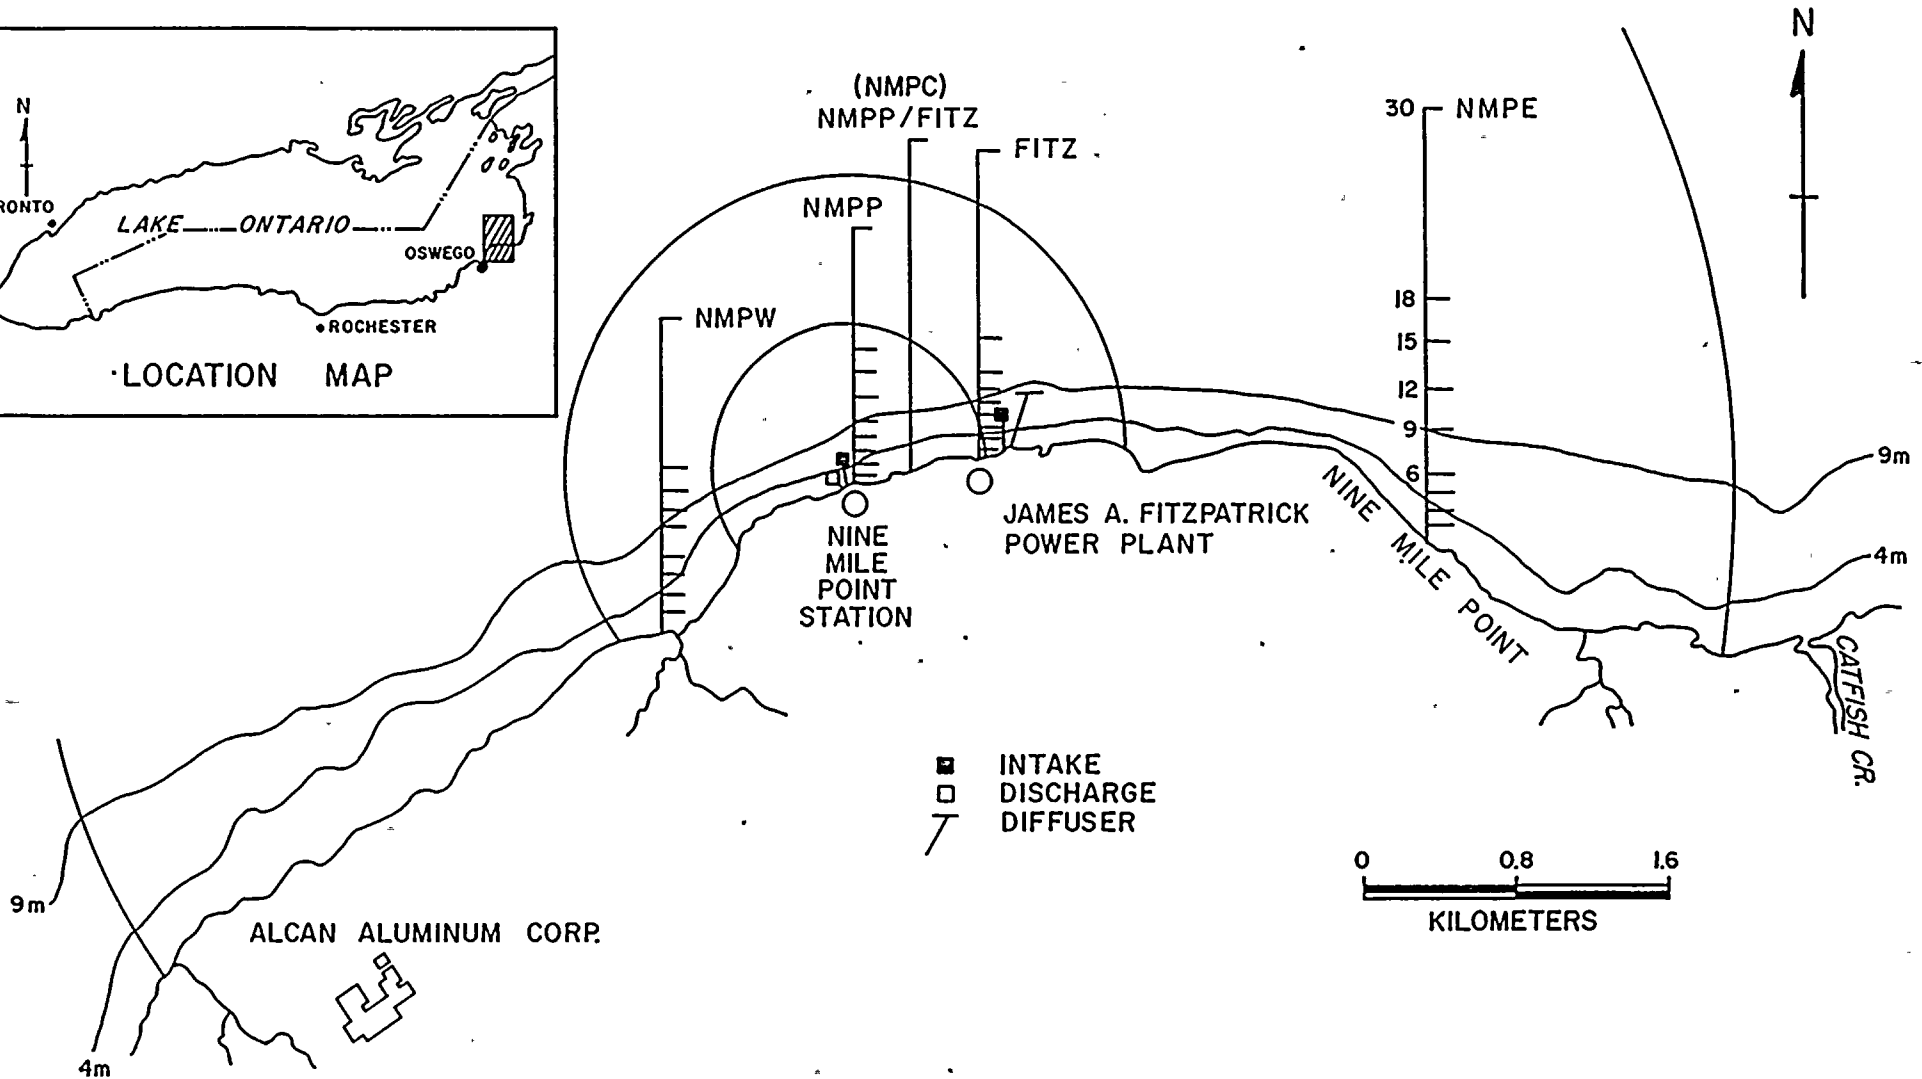 N
RONTO
LAKE ONTARIO
OSWEGO
ROCHESTER
LOCATION MAP
(NMPC)
NMPP/FITZ
FITZ
NMPP
NMPW
30 NMPE
18
15
12
9
6
N
9m
4m
NINE MILE POINT
CATFISH CR.
JAMES A. FITZPATRICK
POWER PLANT
NINE
MILE
POINT
STATION
INTAKE
DISCHARGE
DIFFUSER
0 0.8 1.6
KILOMETERS
9m
4m
ALCAN ALUMINUM CORP.